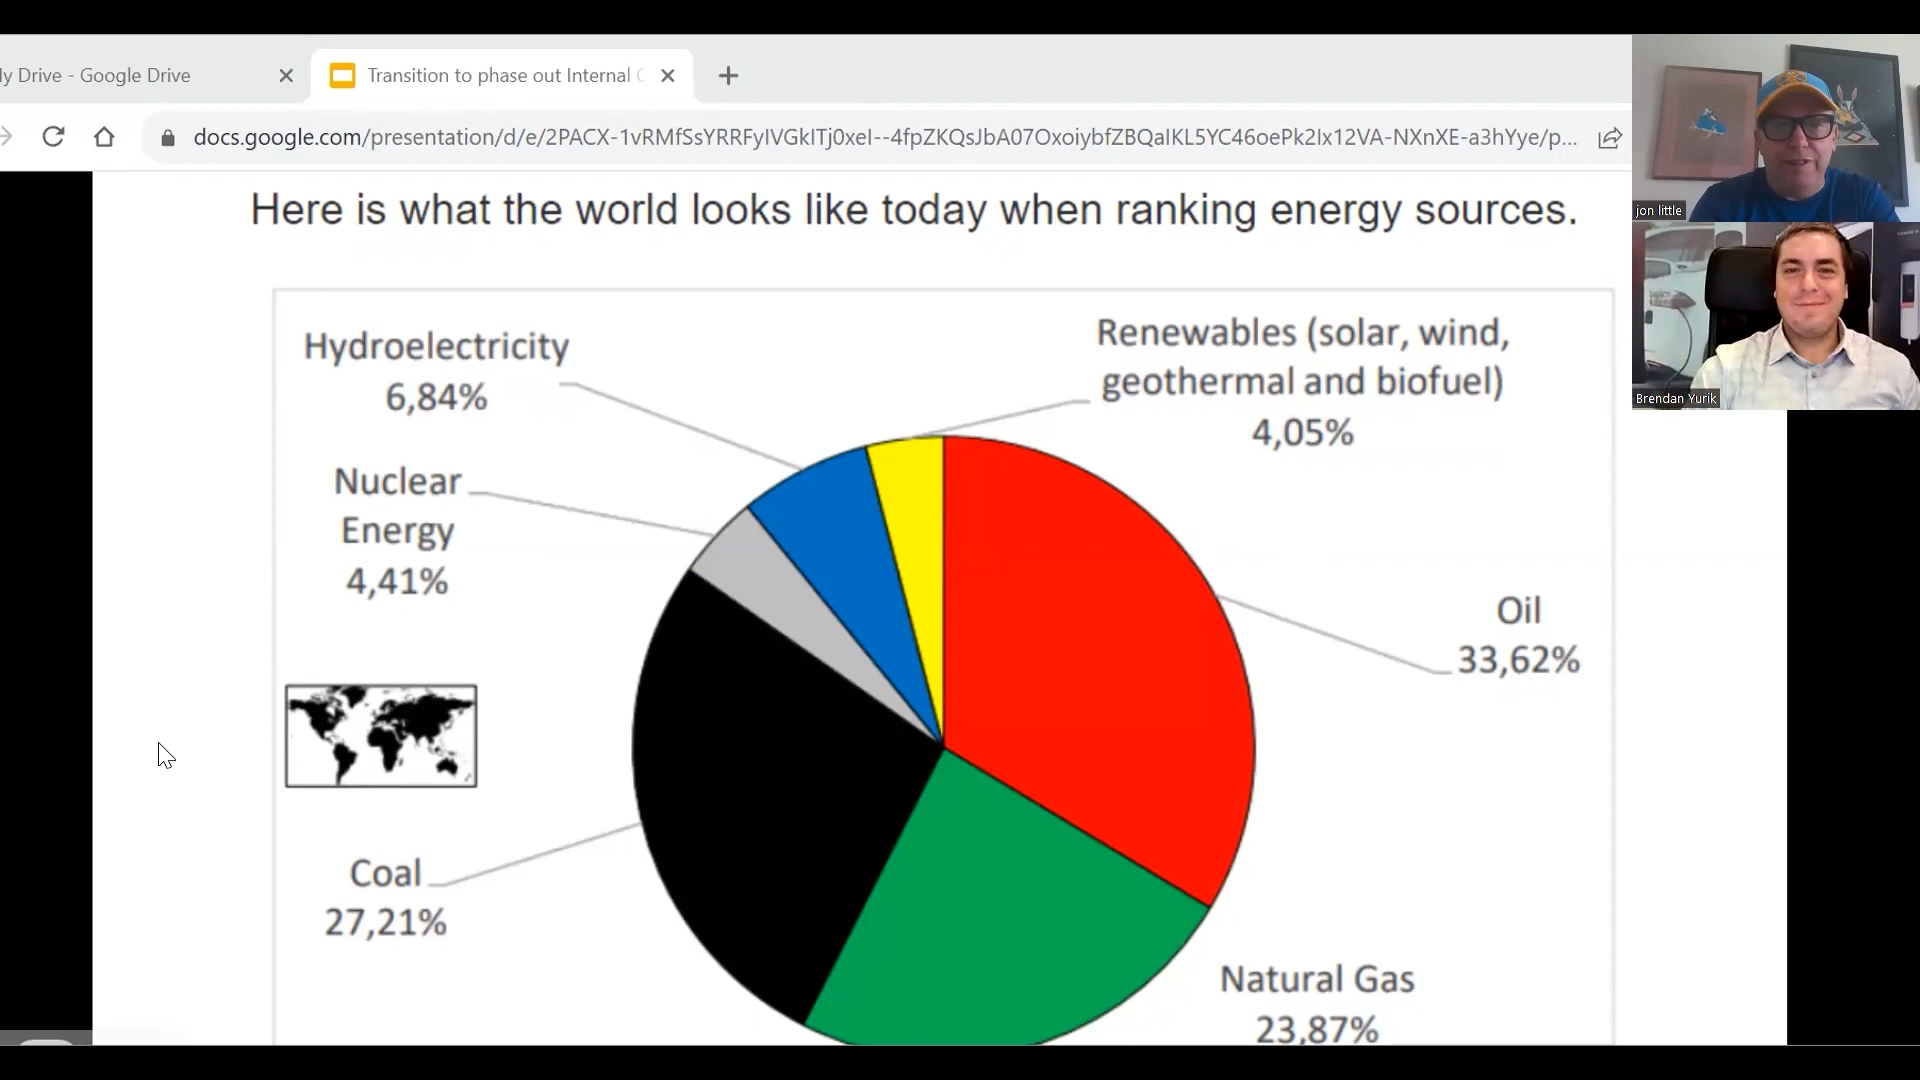 ly Drive - Google Drive
Transition to phase out Internal C
docs.google.com/presentation/d/e/2PACX-1vRMfSsYRRFyIVGkITj0xeI--4fpZKQsJbA07OxoiybfZBQaIKL5YC46oePk2Ix12VA-NXnXE-a3hYye/p...
jon little
Brendan Yurik
Here is what the world looks like today when ranking energy sources.
Hydroelectricity
6,84%
Renewables (solar, wind,
geothermal and biofuel)
4,05%
Nuclear
Energy
4,41%
Oil
33,62%
Coal
27,21%
Natural Gas
23,87%